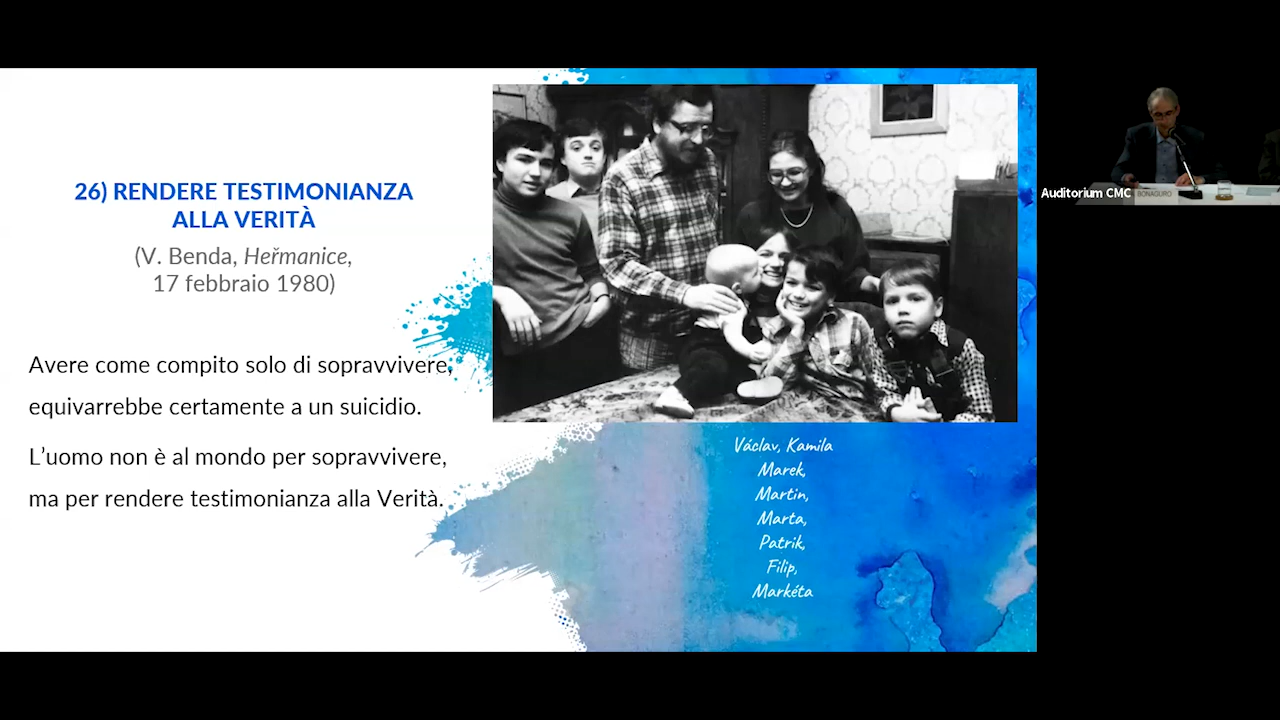 26) RENDERE TESTIMONIANZA
ALLA VERITÀ
(V. Benda, Heřmanice,
17 febbraio 1980)
Avere come compito solo di sopravvivere,
equivarrebbe certamente a un suicidio.
L’uomo non è al mondo per sopravvivere,
ma per rendere testimonianza alla Verità.
Václav, Kamila
Marek,
Martin,
Marta,
Patrik,
Filip,
Markéta
Auditorium CMC
BONAGURO